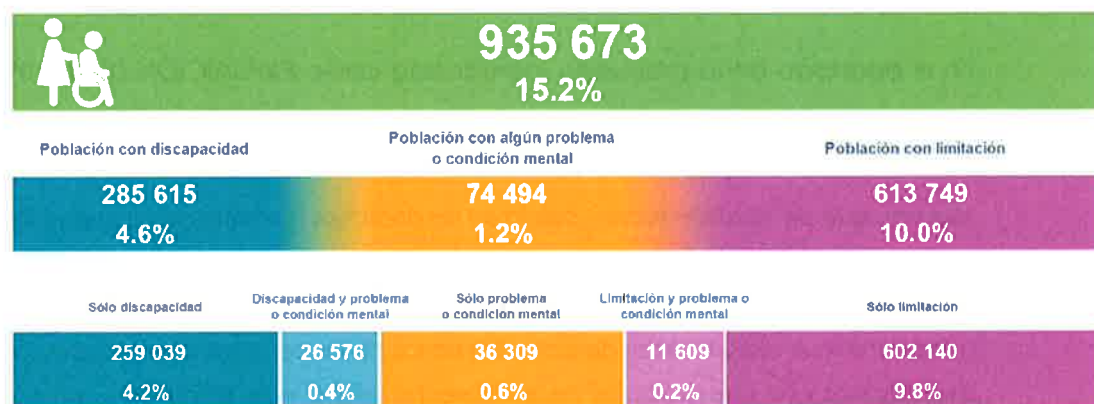 935 673
15.2%
Población con discapacidad
Población con algún problema
o condición mental
Población con limitación
285 615
74 494
613 749
4.6%
1.2%
10.0%
Sólo discapacidad
Discapacidad y problema
o condición mental
Sólo problema
o condicion mental
Limitación y problema o
condición mental
Sólo limitación
259 039
26 576
36 309
11 609
602 140
4.2%
0.4%
0.6%
0.2%
9.8%